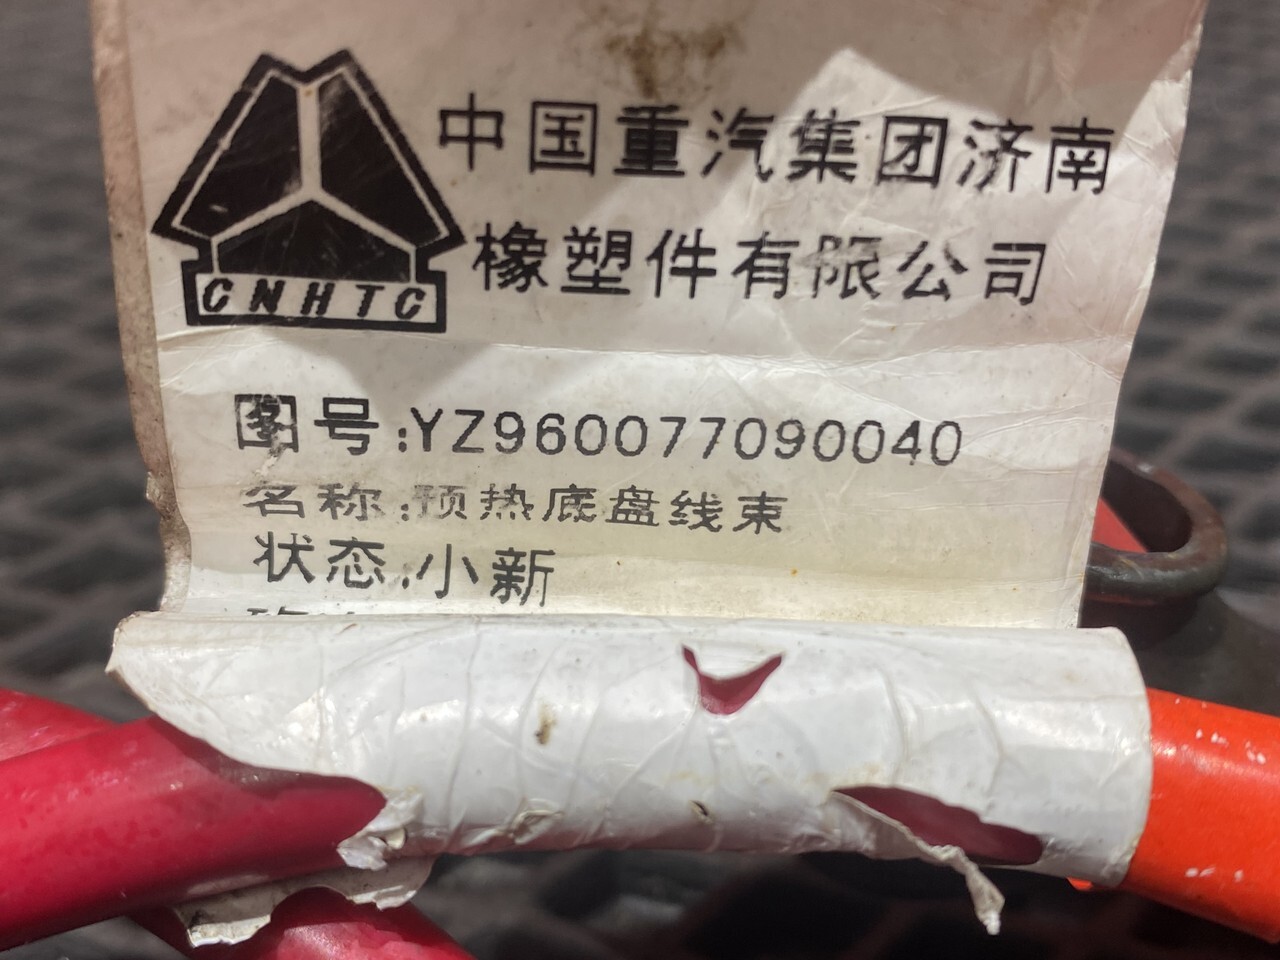 中国重汽集团济南
橡塑件有限公司
CNHTC
图号:YZ960077090040
名称:预热底盘线束
状态:小新